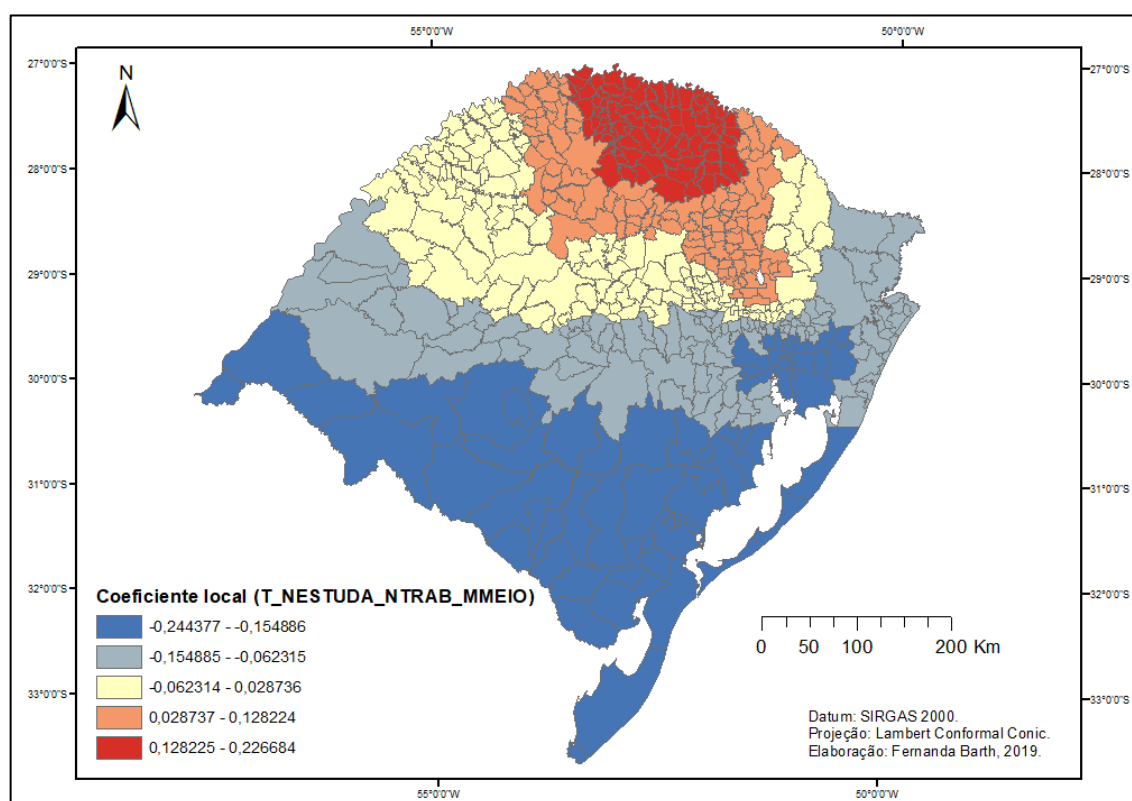 55°0'0"W 50°0'0"W
27°0'0"S 27°0'0"S
N
28°0'0"S 28°0'0"S
29°0'0"S 29°0'0"S
30°0'0"S 30°0'0"S
31°0'0"S 31°0'0"S
32°0'0"S 32°0'0"S
33°0'0"S 33°0'0"S
Coeficiente local (T_NESTUDA_NTRAB_MMEIO)
-0,244377 - -0,154886
-0,154885 - -0,062315
-0,062314 - 0,028736
0,028737 - 0,128224
0,128225 - 0,226684
0 50 100 200 Km
Datum: SIRGAS 2000.
Projeção: Lambert Conformal Conic.
Elaboração: Fernanda Barth, 2019.
55°0'0"W 50°0'0"W